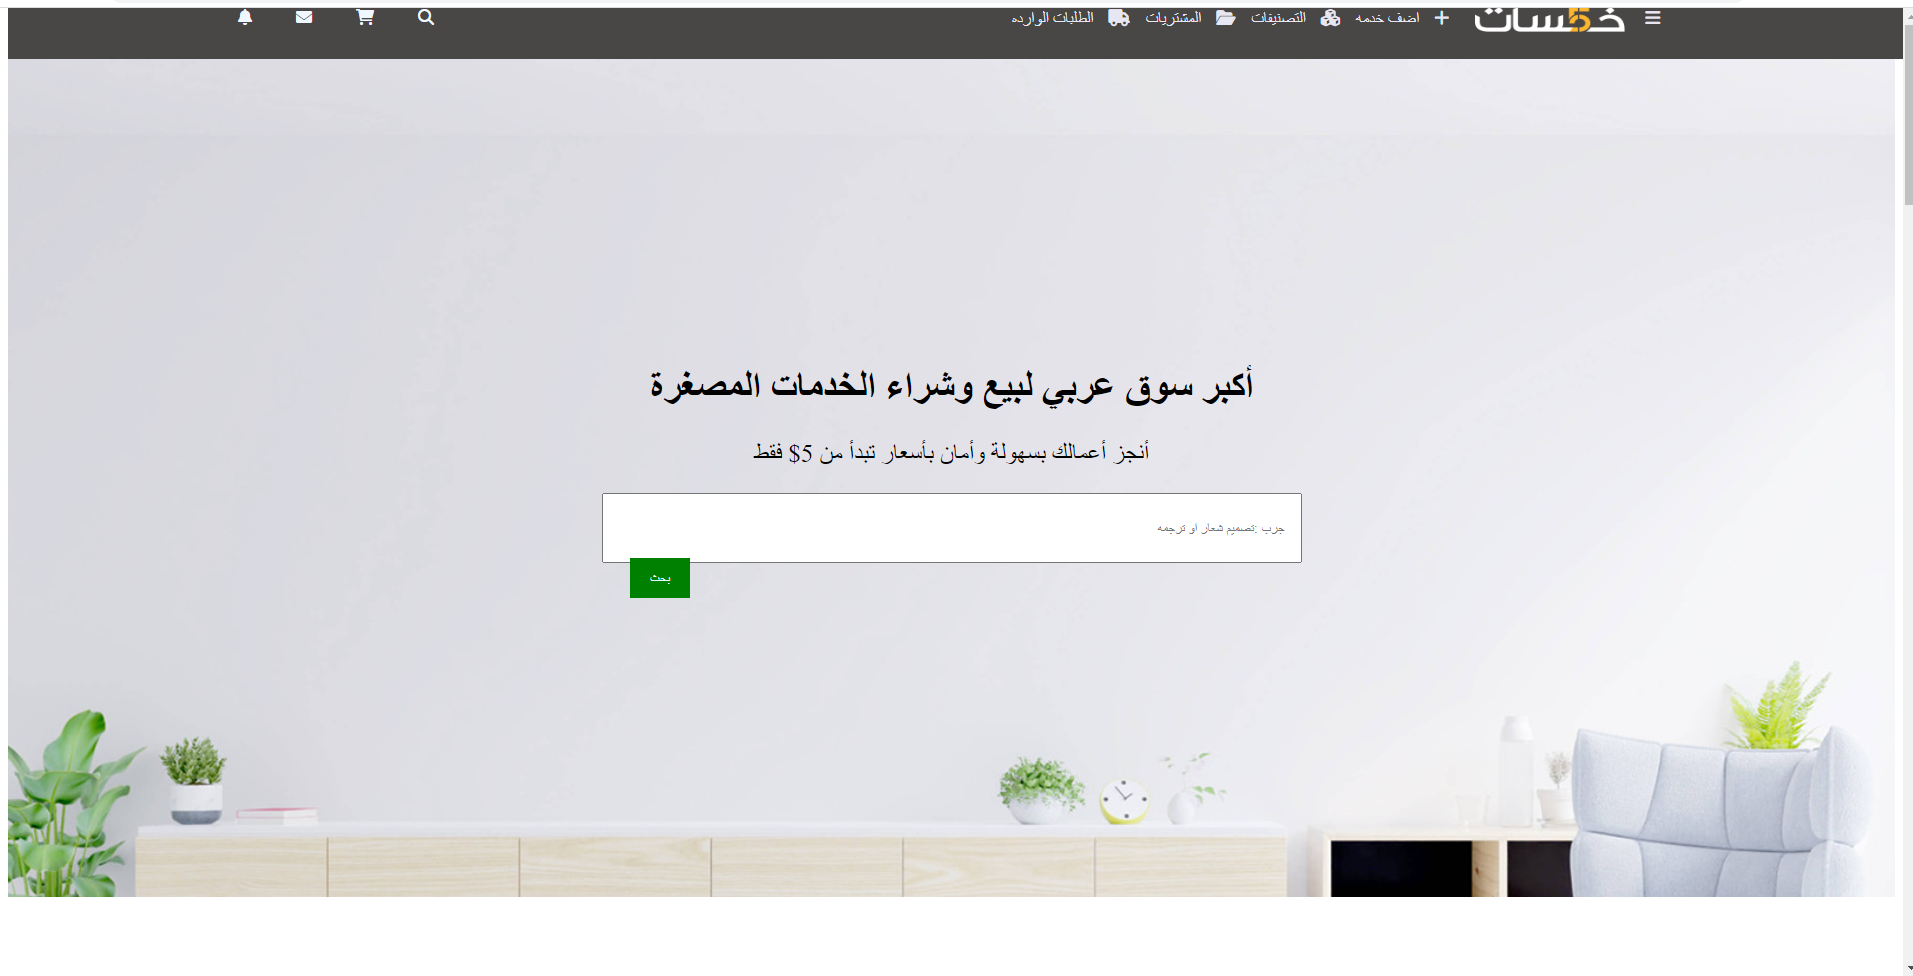 خمسات اضف خدمه التصنيفات المشتريات الطلبات الوارده
أكبر سوق عربي لبيع وشراء الخدمات المصغرة
أنجز أعمالك بسهولة وأمان بأسعار تبدأ من 5$ فقط
جرب :تصميم شعار او ترجمه
بحث